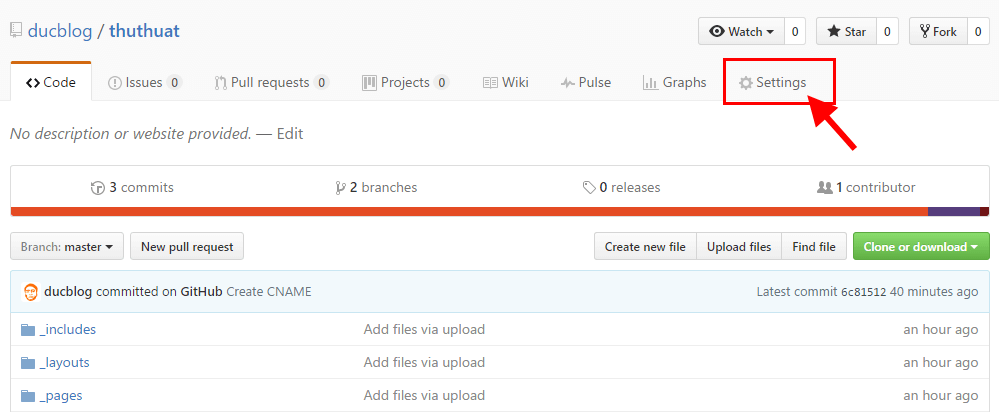 ducblog / thuthuat
Watch 0 Star 0 Fork 0
Code Issues 0 Pull requests 0 Projects 0 Wiki Pulse Graphs Settings
No description or website provided. — Edit
3 commits 2 branches 0 releases 1 contributor
Branch: master New pull request Create new file Upload files Find file Clone or download
ducblog committed on GitHub Create CNAME Latest commit 6c81512 40 minutes ago
_includes Add files via upload an hour ago
_layouts Add files via upload an hour ago
_pages Add files via upload an hour ago